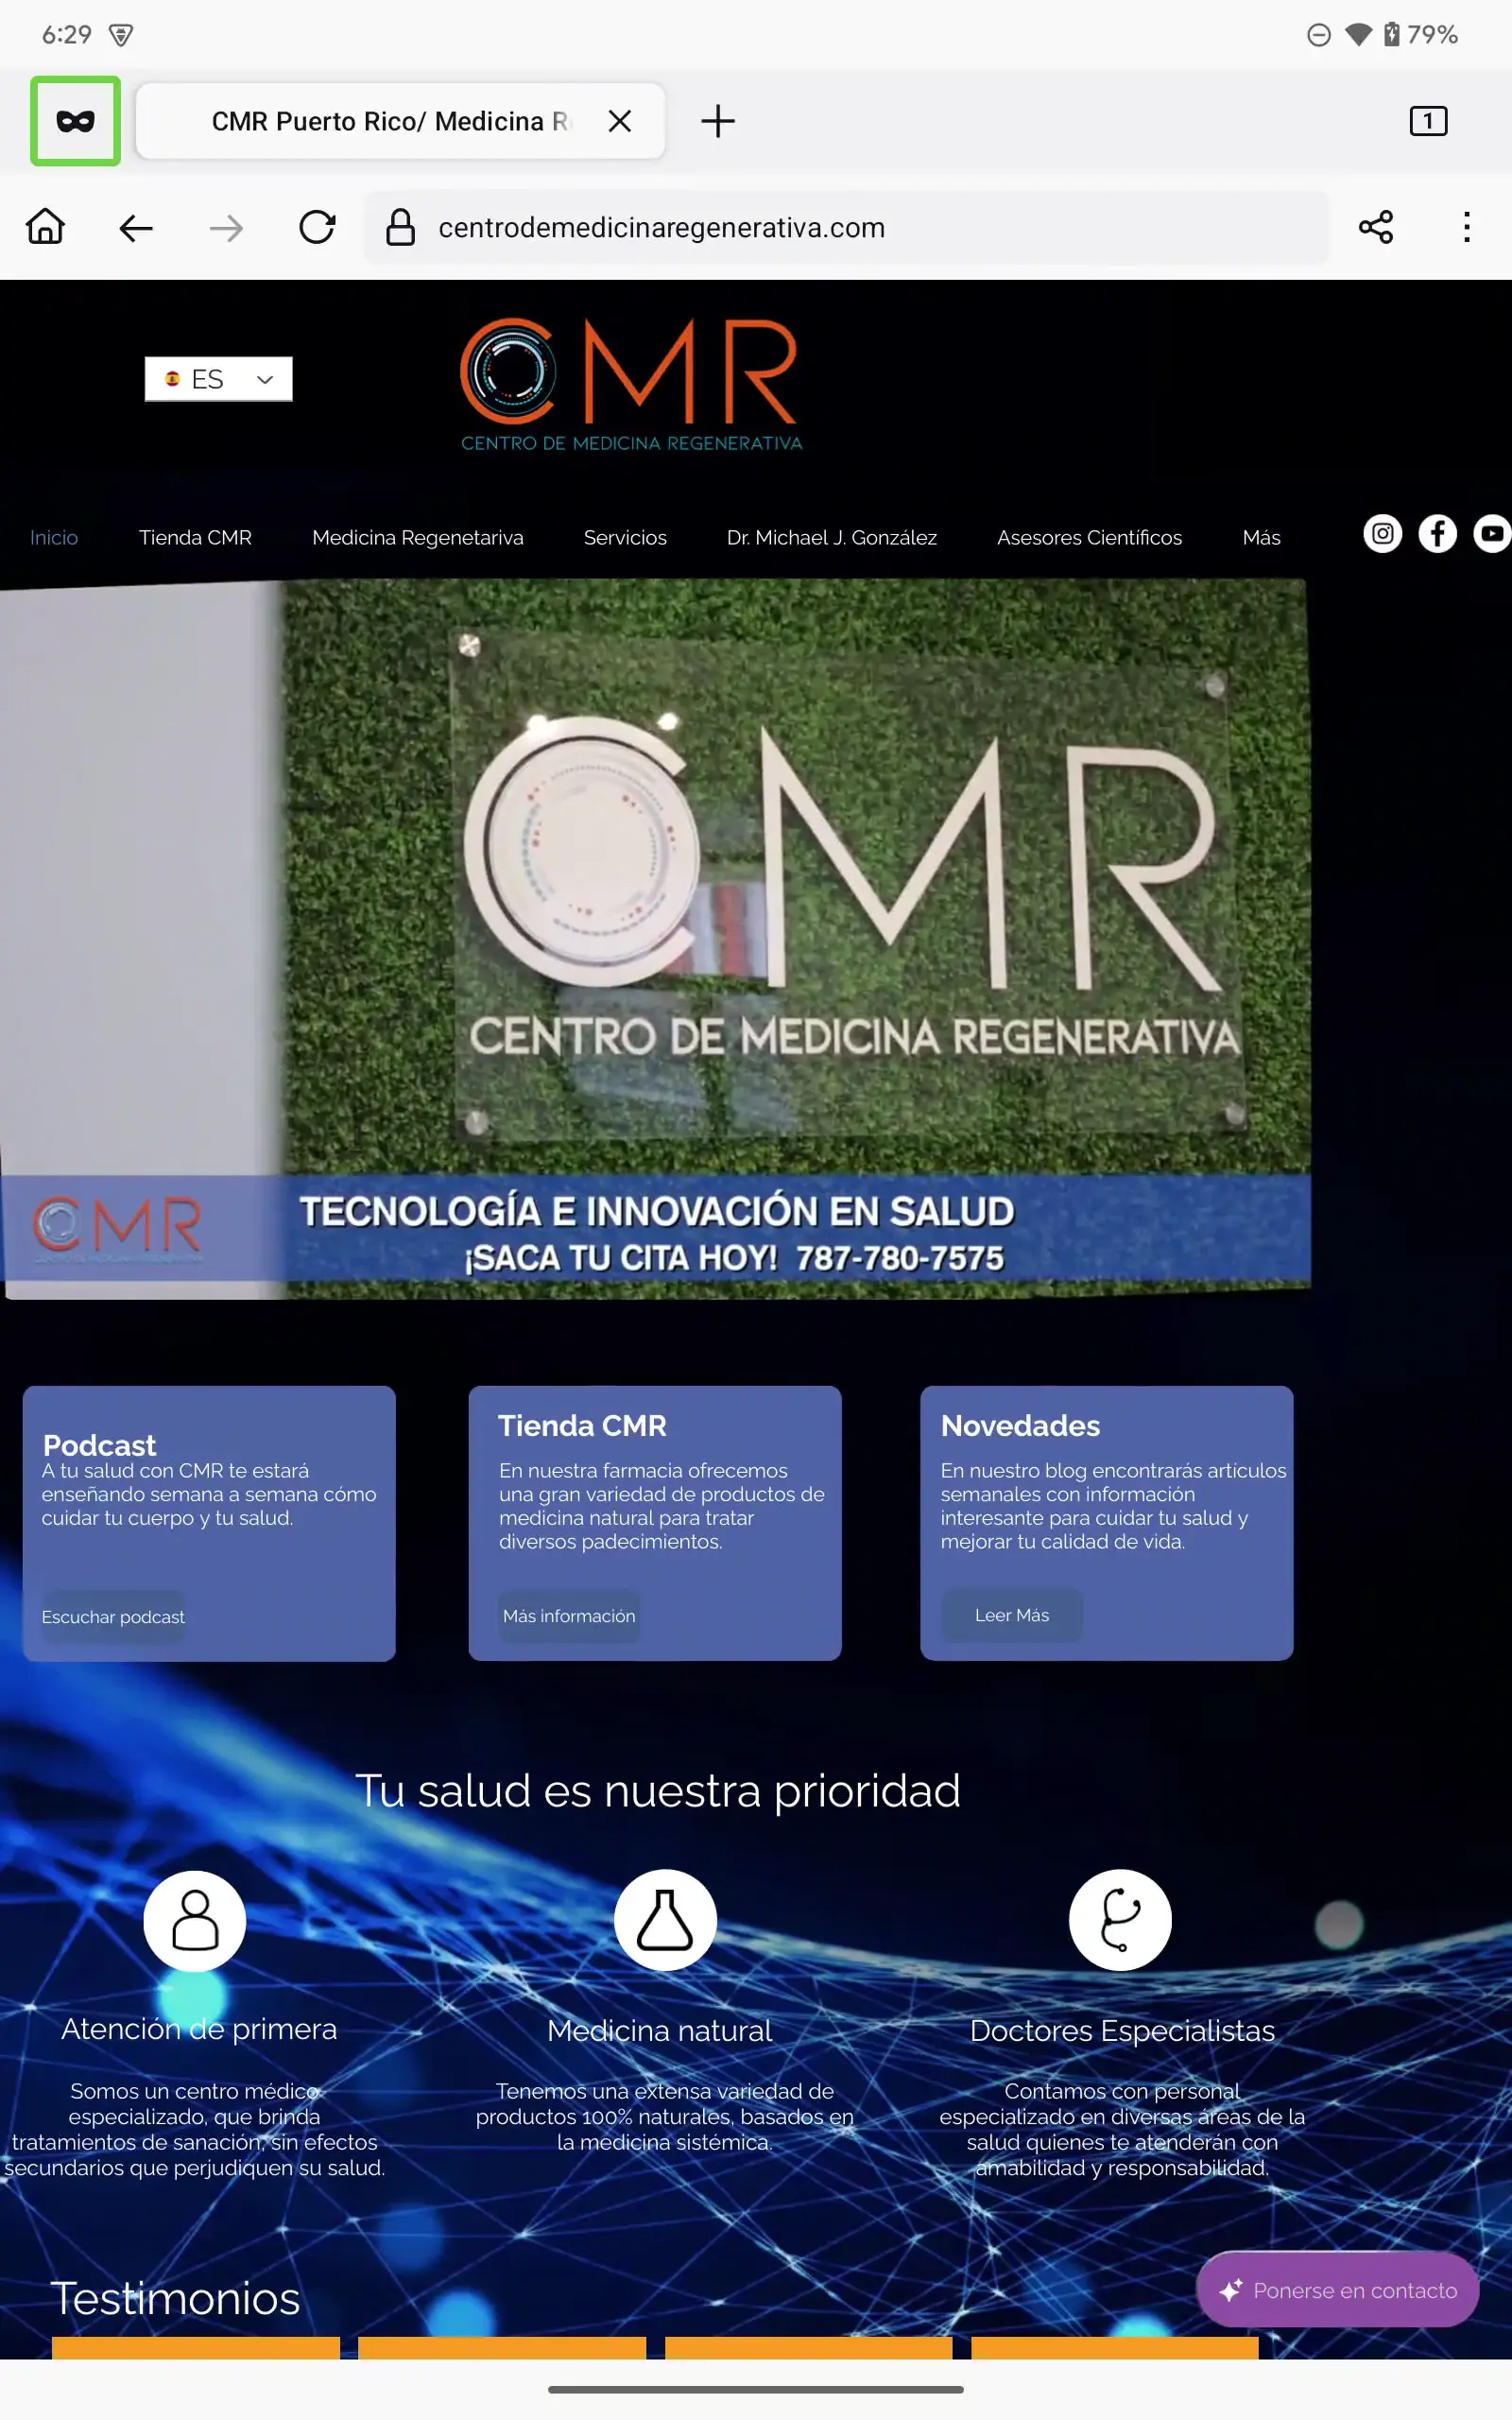 6:29
79%
CMR Puerto Rico/ Medicina R
1
centrodemedicinaregenerativa.com
ES
CMR
CENTRO DE MEDICINA REGENERATIVA
Inicio Tienda CMR Medicina Regenetariva Servicios Dr. Michael J. González Asesores Científicos Más
CMR
CENTRO DE MEDICINA REGENERATIVA
CMR
TECNOLOGÍA E INNOVACIÓN EN SALUD
¡SACA TU CITA HOY! 787-780-7575
Podcast
A tu salud con CMR te estará
enseñando semana a semana cómo
cuidar tu cuerpo y tu salud.
Escuchar podcast
Tienda CMR
En nuestra farmacia ofrecemos
una gran variedad de productos de
medicina natural para tratar
diversos padecimientos.
Más información
Novedades
En nuestro blog encontrarás artículos
semanales con información
interesante para cuidar tu salud y
mejorar tu calidad de vida.
Leer Más
Tu salud es nuestra prioridad
Atención de primera
Somos un centro médico
especializado, que brinda
tratamientos de sanación, sin efectos
secundarios que perjudiquen su salud.
Medicina natural
Tenemos una extensa variedad de
productos 100% naturales, basados en
la medicina sistémica.
Doctores Especialistas
Contamos con personal
especializado en diversas áreas de la
salud quienes te atenderán con
amabilidad y responsabilidad.
Testimonios
Ponerse en contacto